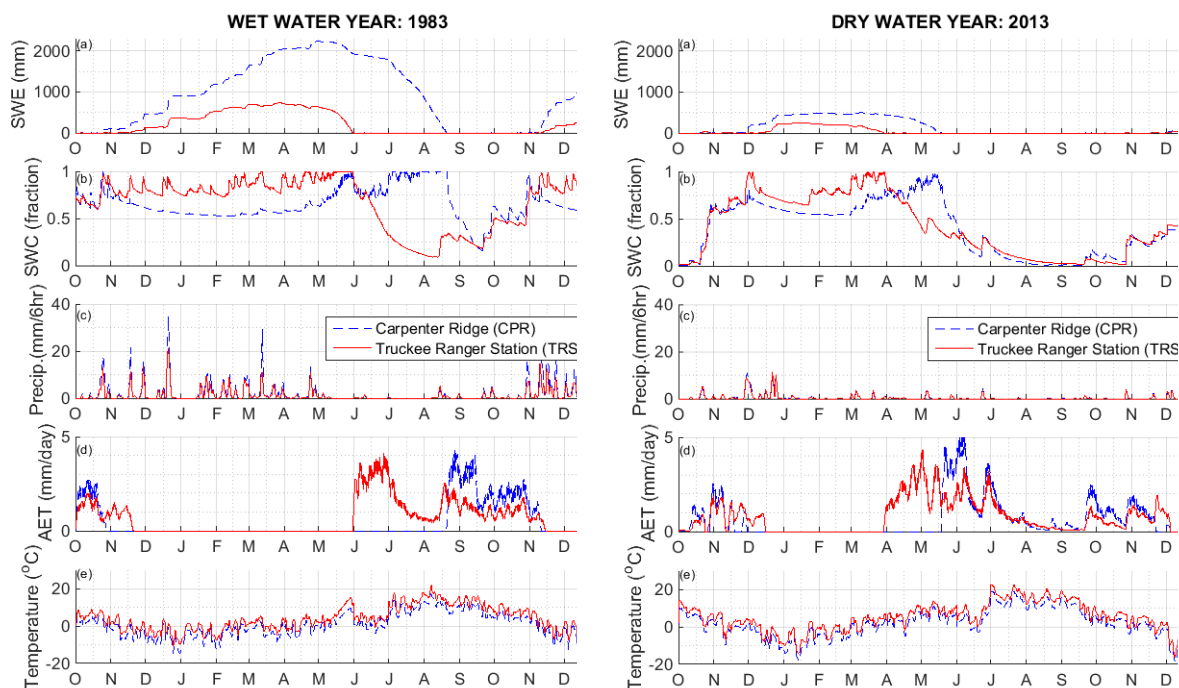 WET WATER YEAR: 1983
(a)
SWE (mm)
2000
1000
0
O N D J F M A M J J A S O N D
(b)
SWC (fraction)
1
0.5
0
O N D J F M A M J J A S O N D
(c)
Precip.(mm/6hr)
40
20
0
Carpenter Ridge (CPR)
Truckee Ranger Station (TRS
O N D J F M A M J J A S O N D
(d)
AET (mm/day)
5
0
O N D J F M A M J J A S O N D
(e)
Temperature (°C)
20
0
-20
O N D J F M A M J J A S O N D
DRY WATER YEAR: 2013
(a)
SWE (mm)
2000
1000
0
O N D J F M A M J J A S O N D
(b)
SWC (fraction)
1
0.5
0
O N D J F M A M J J A S O N D
(c)
Precip.(mm/6hr)
40
20
0
Carpenter Ridge (CPR)
Truckee Ranger Station (TRS
O N D J F M A M J J A S O N D
(d)
AET (mm/day)
5
0
O N D J F M A M J J A S O N D
(e)
Temperature (°C)
20
0
-20
O N D J F M A M J J A S O N D